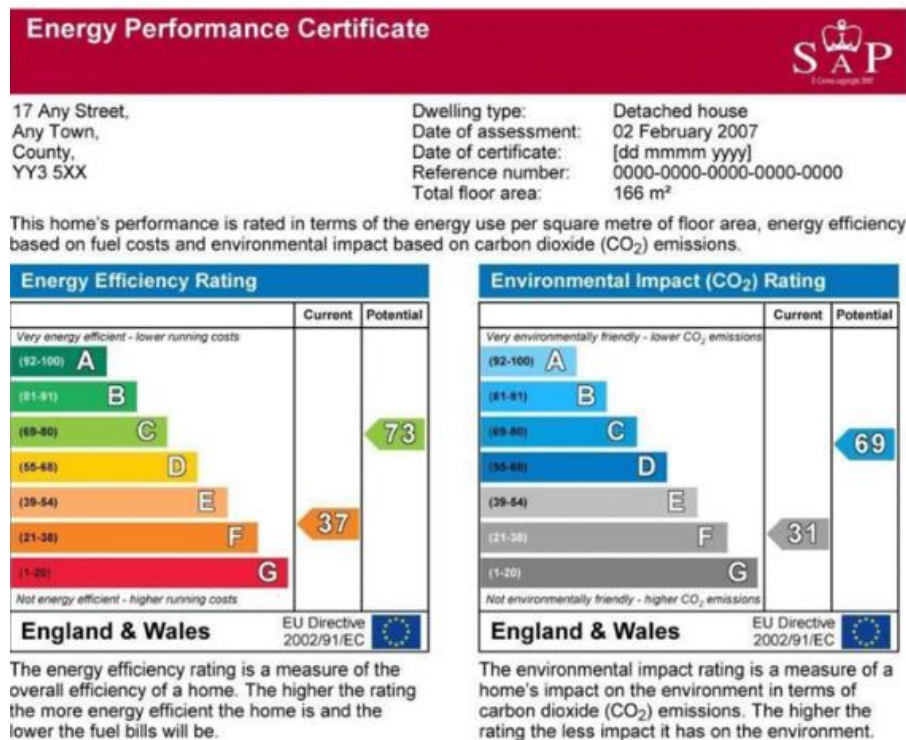 Energy Performance Certificate
SAP
17 Any Street,
Any Town,
County,
YY3 5XX
Dwelling type: Detached house
Date of assessment: 02 February 2007
Date of certificate: [dd mmmm yyyy]
Reference number: 0000-0000-0000-0000-0000
Total floor area: 166 m²
This home's performance is rated in terms of the energy use per square metre of floor area, energy efficiency
based on fuel costs and environmental impact based on carbon dioxide (CO₂) emissions.
Energy Efficiency Rating
Current Potential
Very energy efficient - lower running costs
(92-100) A
(81-91) B
(69-80) C
73
(55-68) D
(39-54) E
(21-38) F
37
(1-20) G
Not energy efficient - higher running costs
England & Wales
EU Directive
2002/91/EC
The energy efficiency rating is a measure of the
overall efficiency of a home. The higher the rating
the more energy efficient the home is and the
lower the fuel bills will be.
Environmental Impact (CO₂) Rating
Current Potential
Very environmentally friendly - lower CO₂ emissions
(92-100) A
(81-91) B
(69-80) C
69
(55-68) D
(39-54) E
(21-38) F
31
(1-20) G
Not environmentally friendly - higher CO₂ emissions
England & Wales
EU Directive
2002/91/EC
The environmental impact rating is a measure of a
home's impact on the environment in terms of
carbon dioxide (CO₂) emissions. The higher the
rating the less impact it has on the environment.